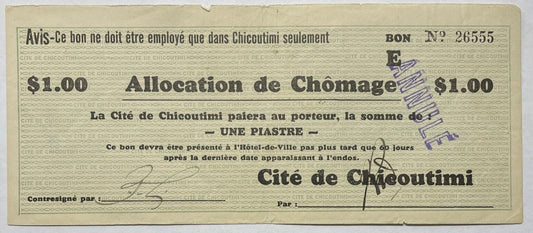 Avis-Ce bon ne doit être employé que dans Chicoutimi seulement
BON Nº 26555
E
$1.00 Allocation de Chômage $1.00
ANNULÉ
La Cité de Chicoutimi paiera au porteur, la somme de :
— UNE PIASTRE —
Ce bon devra être présenté à l'Hôtel-de-Ville pas plus tard que 60 jours
après la dernière date apparaissant à l'endos.
Cité de Chicoutimi
Contresigné par :
Par :